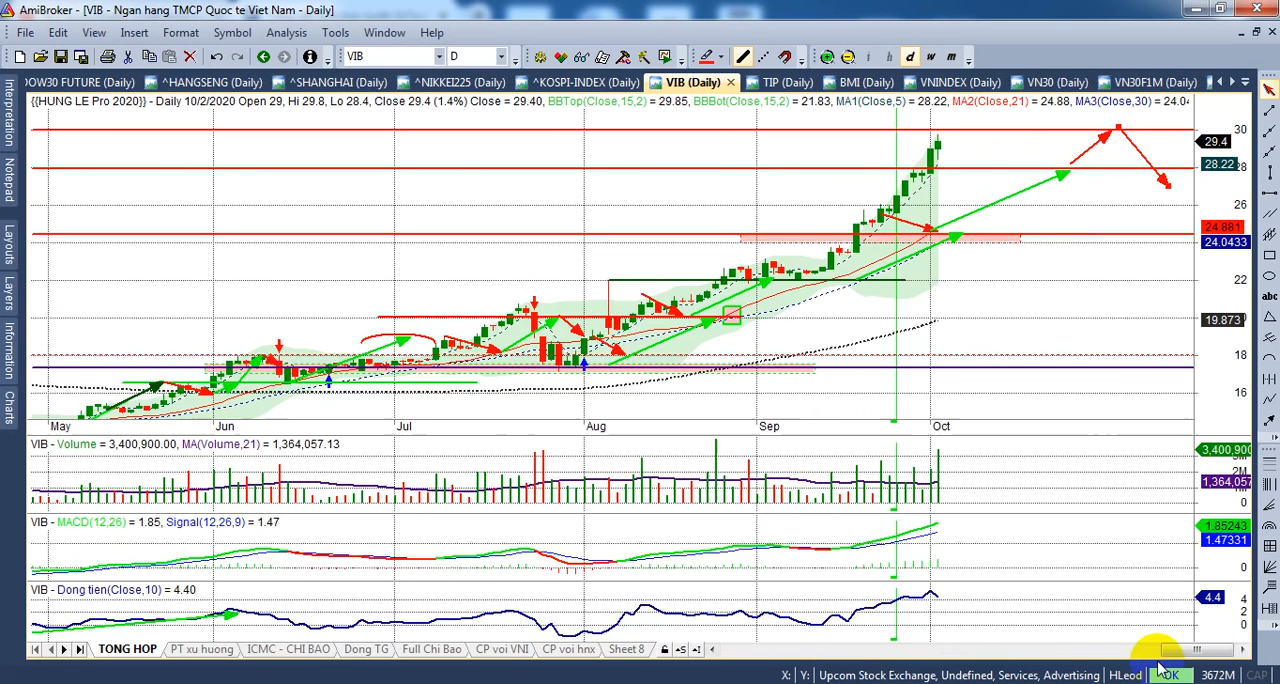 AmiBroker - [VIB - Ngan hang TMCP Quoc te Viet Nam - Daily]
File Edit View Insert Format Symbol Analysis Tools Window Help
VIB D i h d w m
OW30 FUTURE (Daily) ^HANGSENG (Daily) ^SHANGHAI (Daily) ^NIKKEI225 (Daily) ^KOSPI-INDEX (Daily) VIB (Daily) TIP (Daily) BMI (Daily) VNINDEX (Daily) VN30 (Daily) VN30F1M (Daily)
{{HUNG LE Pro 2020}} - Daily 10/2/2020 Open 29, Hi 29.8, Lo 28.4, Close 29.4 (1.4%) Close = 29.40, BBTop(Close,15,2) = 29.85, BBBot(Close,15,2) = 21.83, MA1(Close,5) = 28.22, MA2(Close,21) = 24.88, MA3(Close,30) = 24.04
30
29.4
28.22
28
26
24.881
24.0433
22
19.873
18
16
May Jun Jul Aug Sep Oct
VIB - Volume = 3,400,900.00, MA(Volume,21) = 1,364,057.13
3,400,900
2M
1,364,057
0
VIB - MACD(12,26) = 1.85, Signal(12,26,9) = 1.47
1.85243
1.47331
0
VIB - Dong tien(Close,10) = 4.40
4.4
4
2
0
TONG HOP PT xu huong ICMC - CHI BAO Dong TG Full Chi Bao CP voi VNI CP voi hnx Sheet 8
X: Y: Upcom Stock Exchange, Undefined, Services, Advertising HLeod OK 3672M CAP
Interpretation
Notepad
Layouts
Layers
Information
Charts
abc